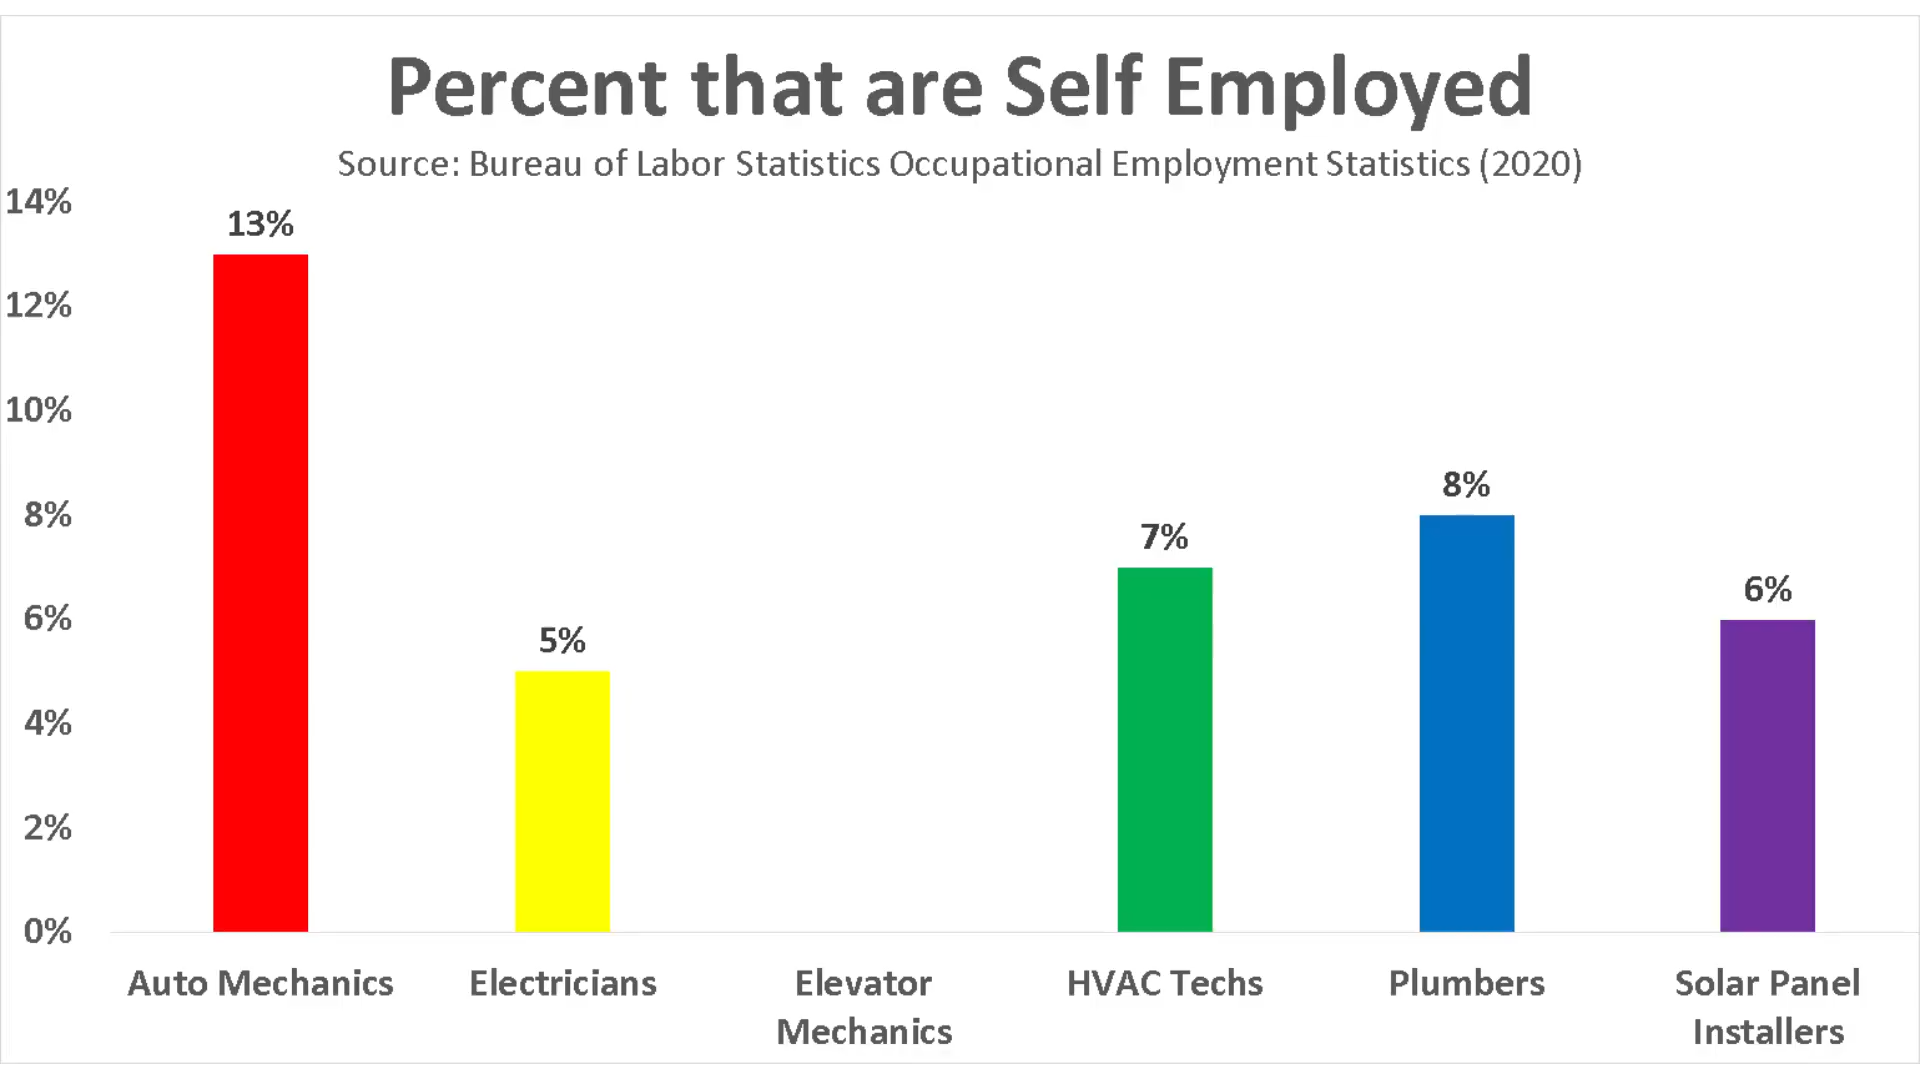 Percent that are Self Employed
Source: Bureau of Labor Statistics Occupational Employment Statistics (2020)
14%
12%
10%
8%
6%
4%
2%
0%
13%
5%
7%
8%
6%
Auto Mechanics
Electricians
Elevator
Mechanics
HVAC Techs
Plumbers
Solar Panel
Installers